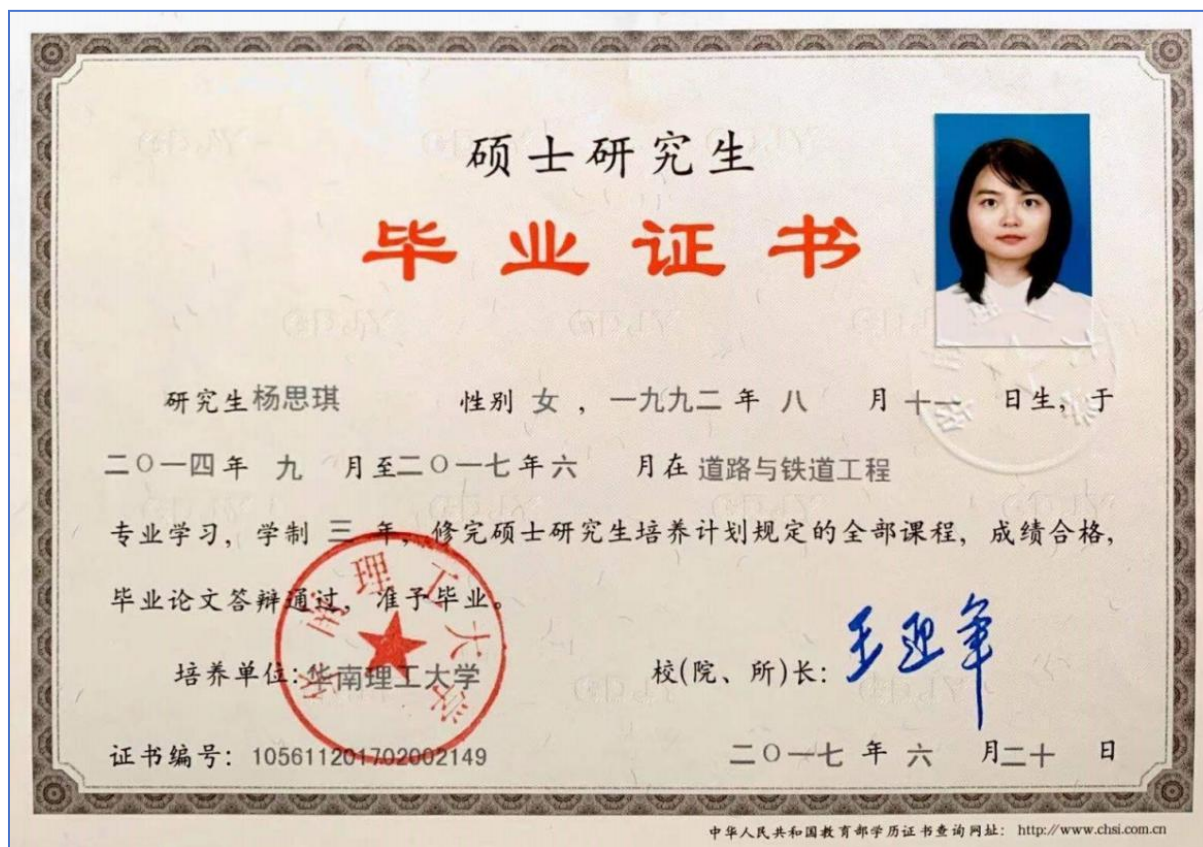 硕士研究生
毕业证书
研究生杨思琪 性别 女 ，一九九二 年 八 月 十一 日生，于
二〇一四年 九 月至二〇一七年六 月在 道路与铁道工程
专业学习，学制 三 年，修完硕士研究生培养计划规定的全部课程，成绩合格，
毕业论文答辩通过，准予毕业。
华南理工大学
培养单位：华南理工大学 校(院、所)长：
证书编号：105611201702002149 二〇一七 年 六 月二十 日
中华人民共和国教育部学历证书查询网址：http://www.chsi.com.cn